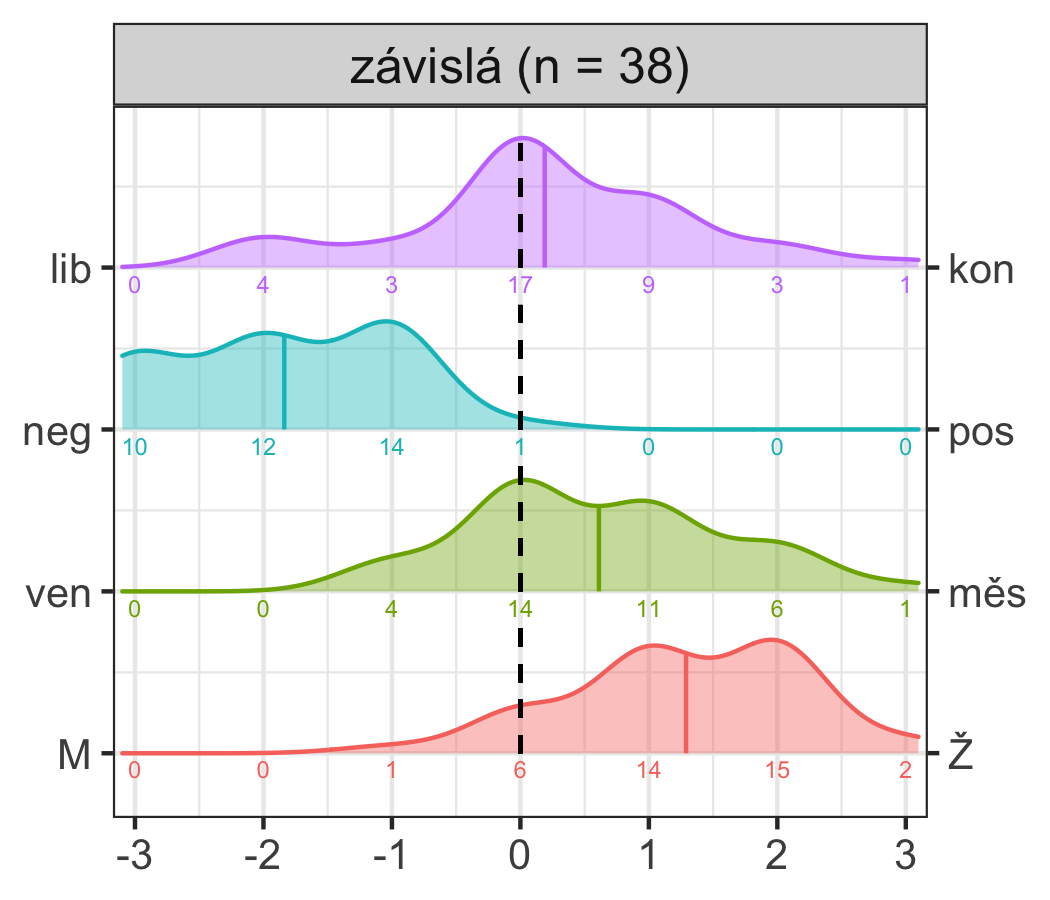 závislá (n = 38)
lib kon
0 4 3 17 9 3 1
neg pos
10 12 14 1 0 0 0
ven měs
0 0 4 14 11 6 1
M Ž
0 0 1 6 14 15 2
-3 -2 -1 0 1 2 3